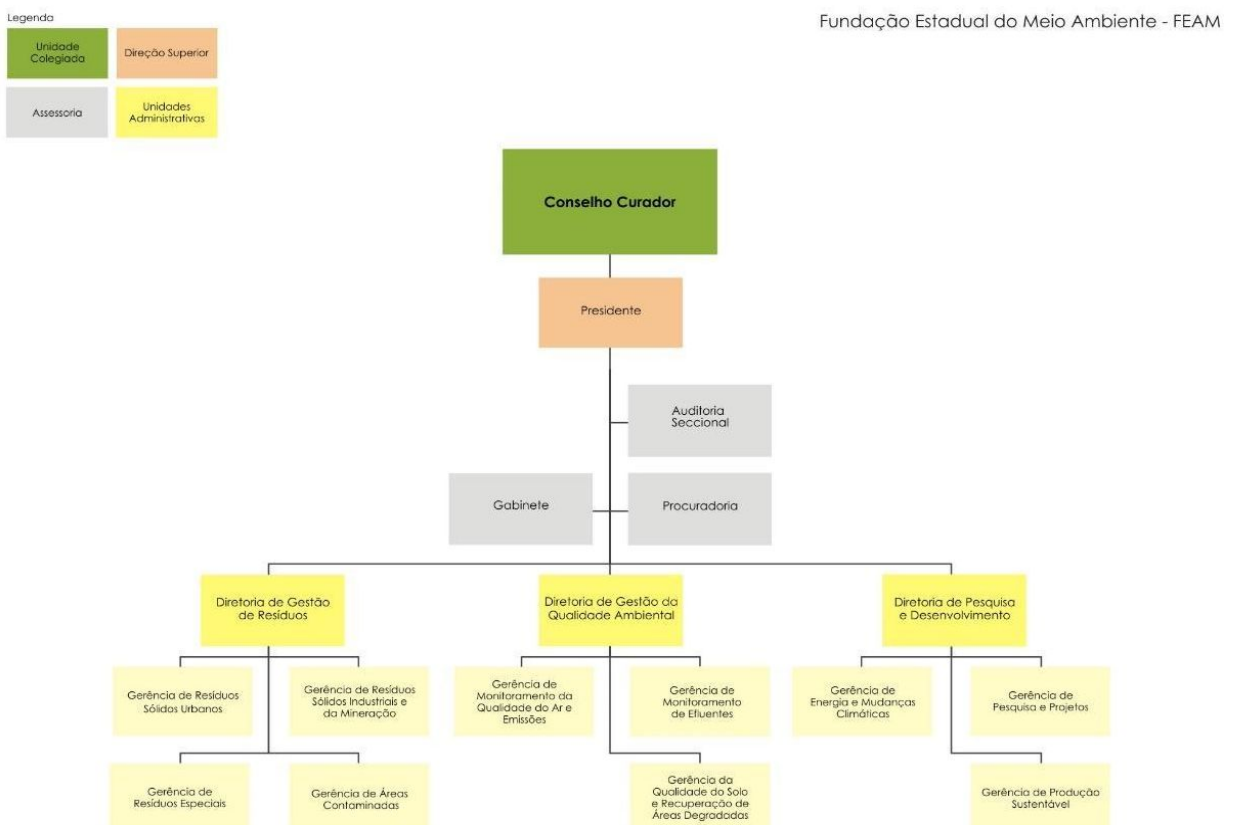 Legenda
Fundação Estadual do Meio Ambiente - FEAM
Unidade
Colegiada
Direção Superior
Assessoria
Unidades
Administrativas
Conselho Curador
Presidente
Auditoria
Seccional
Gabinete
Procuradoria
Diretoria de Gestão
de Resíduos
Diretoria de Gestão da
Qualidade Ambiental
Diretoria de Pesquisa
e Desenvolvimento
Gerência de Resíduos
Sólidos Urbanos
Gerência de Resíduos
Sólidos Industriais e
da Mineração
Gerência de
Monitoramento da
Qualidade do Ar e
Emissões
Gerência de
Monitoramento
de Efluentes
Gerência de
Energia e Mudanças
Climáticas
Gerência de
Pesquisa e Projetos
Gerência de
Resíduos Especiais
Gerência de Áreas
Contaminadas
Gerência da
Qualidade do Solo
e Recuperação de
Áreas Degradadas
Gerência de Produção
Sustentável